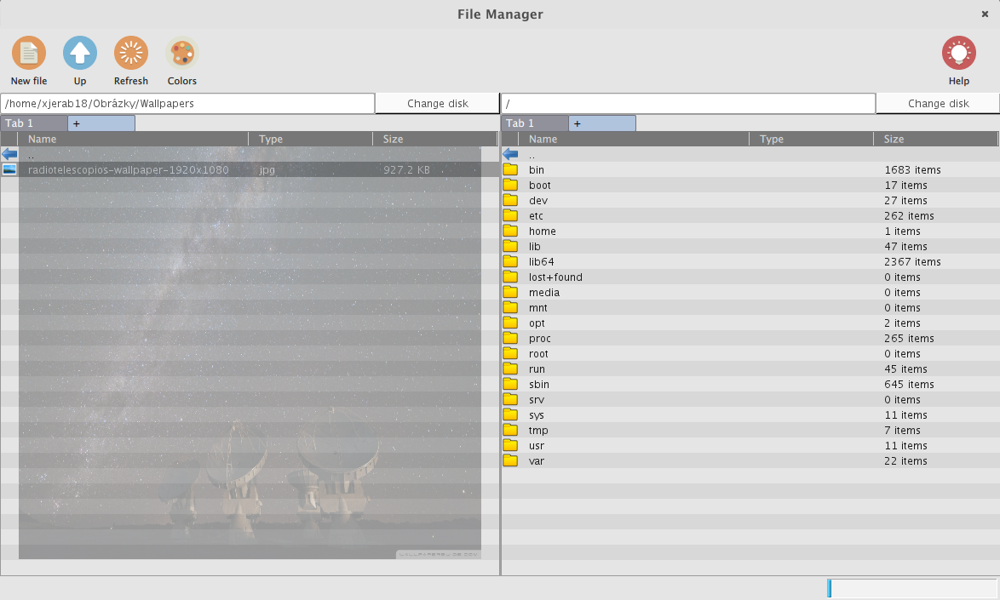 File Manager
New file
Up
Refresh
Colors
Help
/home/xjerab18/Obrázky/Wallpapers
Change disk
/
Change disk
Tab 1
+
Tab 1
+
Name Type Size
..
radiotelescopios-wallpaper-1920x1080 jpg 927.2 KB
Name Type Size
..
bin 1683 items
boot 17 items
dev 27 items
etc 262 items
home 1 items
lib 47 items
lib64 2367 items
lost+found 0 items
media 0 items
mnt 0 items
opt 2 items
proc 265 items
root 0 items
run 45 items
sbin 645 items
srv 0 items
sys 11 items
tmp 7 items
usr 11 items
var 22 items